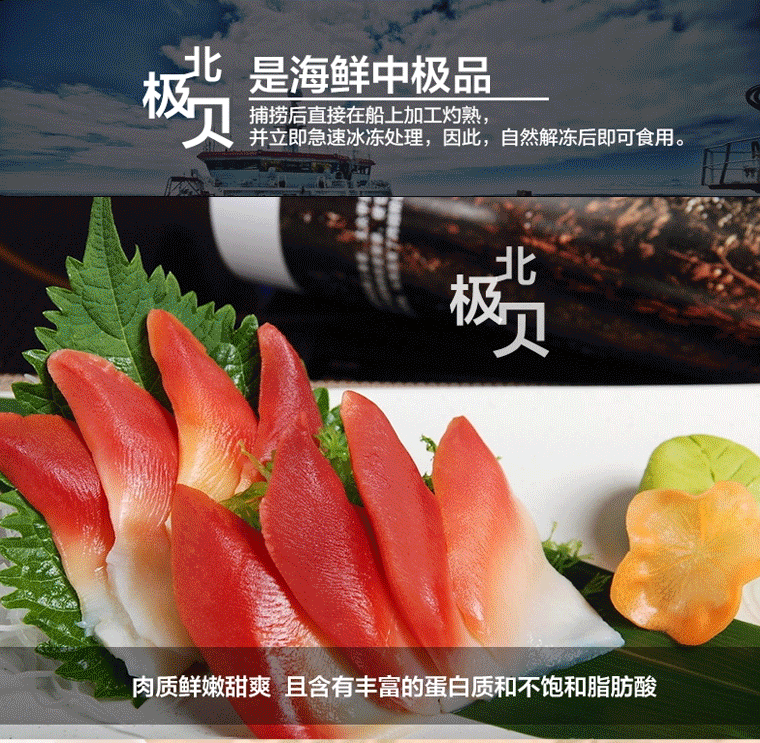 北极贝
是海鲜中极品
捕捞后直接在船上加工灼熟，
并立即急速冰冻处理，因此，自然解冻后即可食用。
北极贝
肉质鲜嫩甜爽 且含有丰富的蛋白质和不饱和脂肪酸